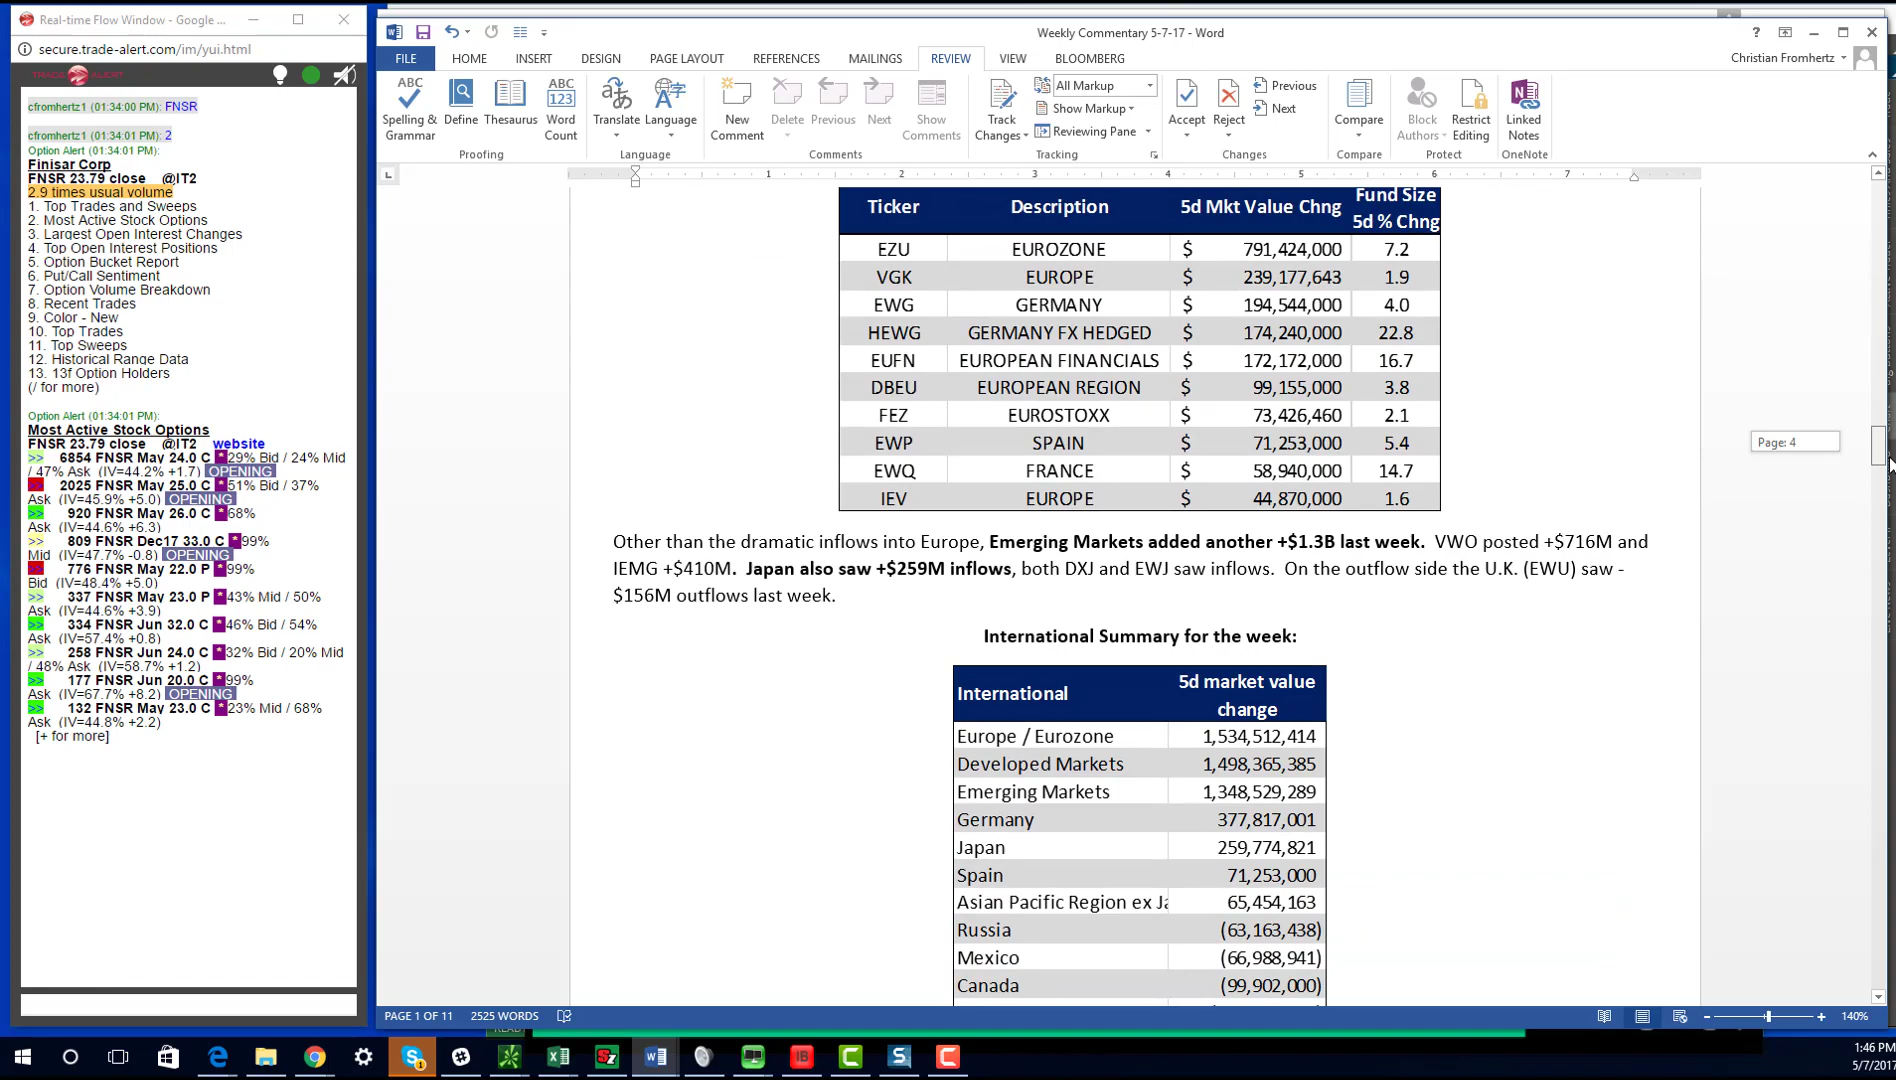 Real-time Flow Window - Google ...
secure.trade-alert.com/im/yui.html
TRADE ALERT
cfromhertz1 (01:34:00 PM): FNSR
cfromhertz1 (01:34:01 PM): 2
Option Alert (01:34:01 PM):
Finisar Corp
FNSR 23.79 close @IT2
2.9 times usual volume
1. Top Trades and Sweeps
2. Most Active Stock Options
3. Largest Open Interest Changes
4. Top Open Interest Positions
5. Option Bucket Report
6. Put/Call Sentiment
7. Option Volume Breakdown
8. Recent Trades
9. Color - New
10. Top Trades
11. Top Sweeps
12. Historical Range Data
13. 13f Option Holders
(/ for more)
Option Alert (01:34:01 PM):
Most Active Stock Options
FNSR 23.79 close @IT2 website
>> 6854 FNSR May 24.0 C *29% Bid / 24% Mid
/ 47% Ask (IV=44.2% +1.7) OPENING
>> 2025 FNSR May 25.0 C *51% Bid / 37%
Ask (IV=45.9% +5.0) OPENING
>> 920 FNSR May 26.0 C *68%
Ask (IV=44.6% +6.3)
>> 809 FNSR Dec17 33.0 C *99%
Mid (IV=47.7% -0.8) OPENING
>> 776 FNSR May 22.0 P *99%
Bid (IV=48.4% +5.0)
>> 337 FNSR May 23.0 P *43% Mid / 50%
Ask (IV=44.6% +3.9)
>> 334 FNSR Jun 32.0 C *46% Bid / 54%
Ask (IV=57.4% +0.8)
>> 258 FNSR Jun 24.0 C *32% Bid / 20% Mid
/ 48% Ask (IV=58.7% +1.2)
>> 177 FNSR Jun 20.0 C *99%
Ask (IV=67.7% +8.2) OPENING
>> 132 FNSR May 23.0 C *23% Mid / 68%
Ask (IV=44.8% +2.2)
[+ for more]
Weekly Commentary 5-7-17 - Word
FILE HOME INSERT DESIGN PAGE LAYOUT REFERENCES MAILINGS REVIEW VIEW BLOOMBERG
Christian Fromhertz
Spelling & Grammar
Define
Thesaurus
Word Count
Translate
Language
New Comment
Delete
Previous
Next
Show Comments
Track Changes
All Markup
Show Markup
Reviewing Pane
Accept
Reject
Previous
Next
Compare
Block Authors
Restrict Editing
Linked Notes
Proofing Language Comments Tracking Changes Compare Protect OneNote
1 2 3 4 5 6 7
Ticker Description 5d Mkt Value Chng Fund Size 5d % Chng
EZU EUROZONE $ 791,424,000 7.2
VGK EUROPE $ 239,177,643 1.9
EWG GERMANY $ 194,544,000 4.0
HEWG GERMANY FX HEDGED $ 174,240,000 22.8
EUFN EUROPEAN FINANCIALS $ 172,172,000 16.7
DBEU EUROPEAN REGION $ 99,155,000 3.8
FEZ EUROSTOXX $ 73,426,460 2.1
EWP SPAIN $ 71,253,000 5.4
EWQ FRANCE $ 58,940,000 14.7
IEV EUROPE $ 44,870,000 1.6
Page: 4
Other than the dramatic inflows into Europe, Emerging Markets added another +$1.3B last week. VWO posted +$716M and
IEMG +$410M. Japan also saw +$259M inflows, both DXJ and EWJ saw inflows. On the outflow side the U.K. (EWU) saw -
$156M outflows last week.
International Summary for the week:
International 5d market value change
Europe / Eurozone 1,534,512,414
Developed Markets 1,498,365,385
Emerging Markets 1,348,529,289
Germany 377,817,001
Japan 259,774,821
Spain 71,253,000
Asian Pacific Region ex Ja 65,454,163
Russia (63,163,438)
Mexico (66,988,941)
Canada (99,902,000)
PAGE 1 OF 11 2525 WORDS
140%
1:46 PM
5/7/2017